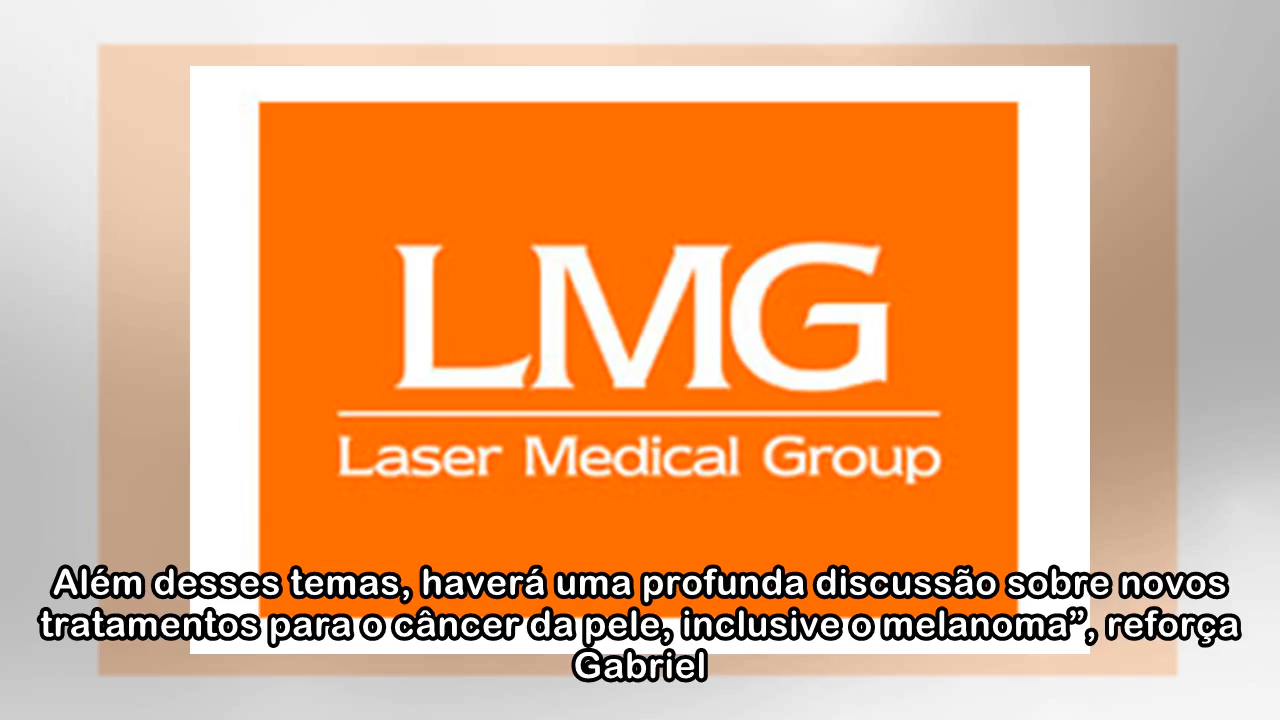 LMG
Laser Medical Group
Além desses temas, haverá uma profunda discussão sobre novos
tratamentos para o câncer da pele, inclusive o melanoma”, reforça
Gabriel